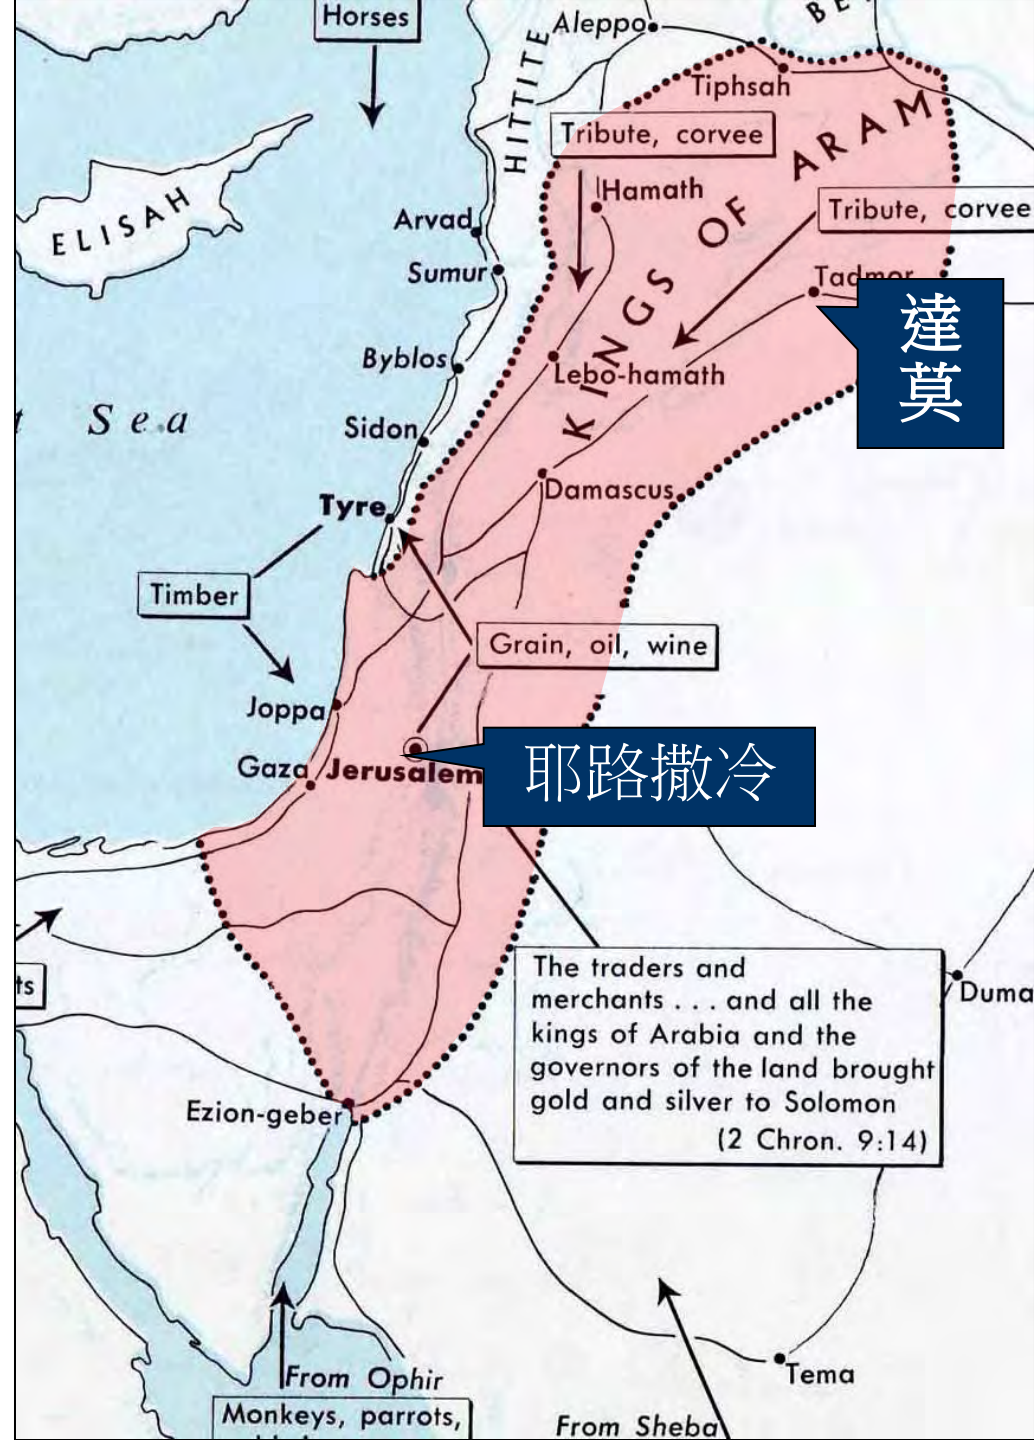 Horses
Aleppo
HITTITE
Tiphsah
Tribute, corvee
KINGS OF ARAM
Hamath
Tribute, corvee
ELISAH
Arvad
Sumur
Tadmor
達
莫
Byblos
Lebo-hamath
Sea
Sidon
Damascus
Tyre
Timber
Grain, oil, wine
Joppa
Gaza
Jerusalem
耶路撒冷
The traders and
merchants . . . and all the
kings of Arabia and the
governors of the land brought
gold and silver to Solomon
(2 Chron. 9:14)
ts
Duma
Ezion-geber
Tema
From Ophir
Monkeys, parrots,
From Sheba